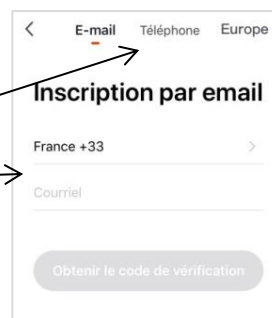 E-mail Téléphone Europe
Inscription par email
France +33
Courriel
Obtenir le code de vérification